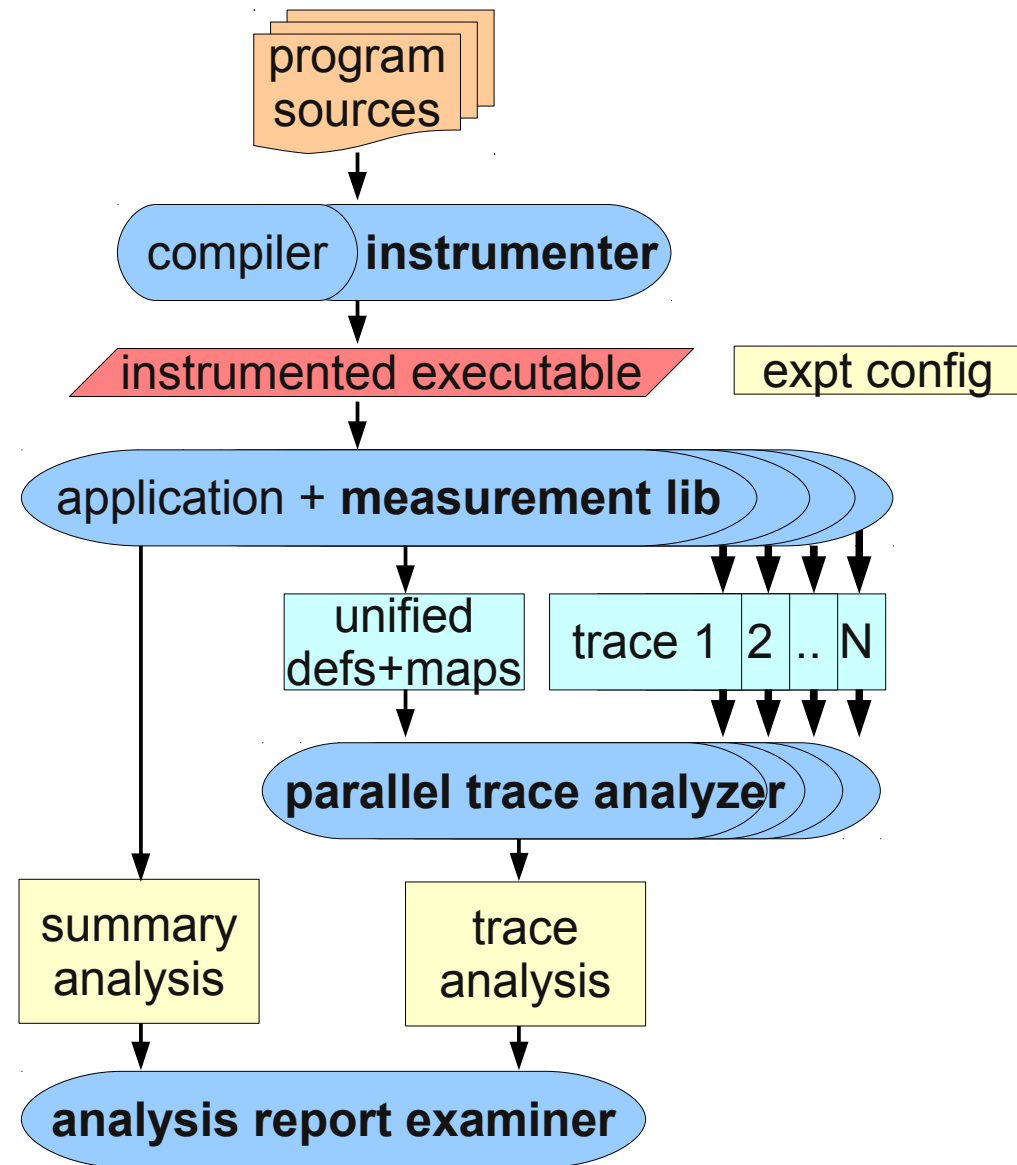 program
sources
compiler instrumenter
instrumented executable
expt config
application + measurement lib
unified
defs+maps
trace 1 2 .. N
parallel trace analyzer
summary
analysis
trace
analysis
analysis report examiner